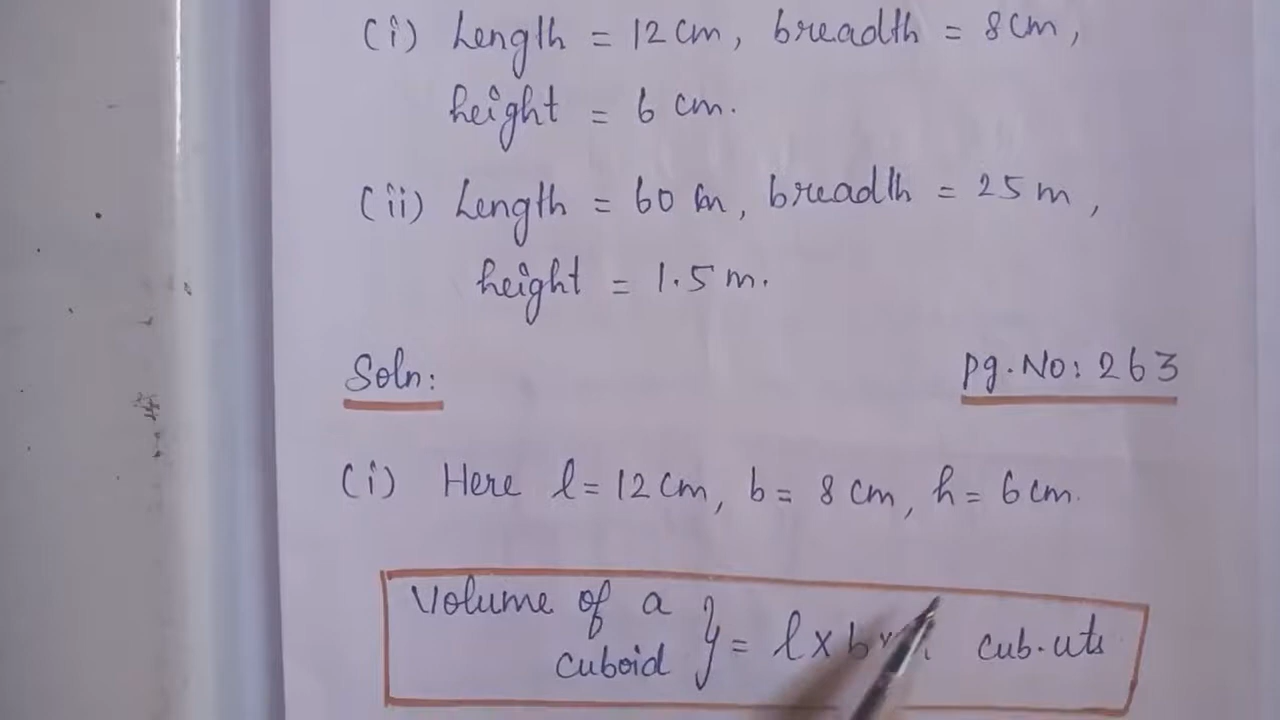 (i) Length = 12 cm, breadth = 8 cm,
height = 6 cm.
(ii) Length = 60 m, breadth = 25 m,
height = 1.5 m.
Soln: Pg. No: 263
(i) Here l = 12 cm, b = 8 cm, h = 6 cm.
Volume of a
cuboid } = l x b x cub. uts